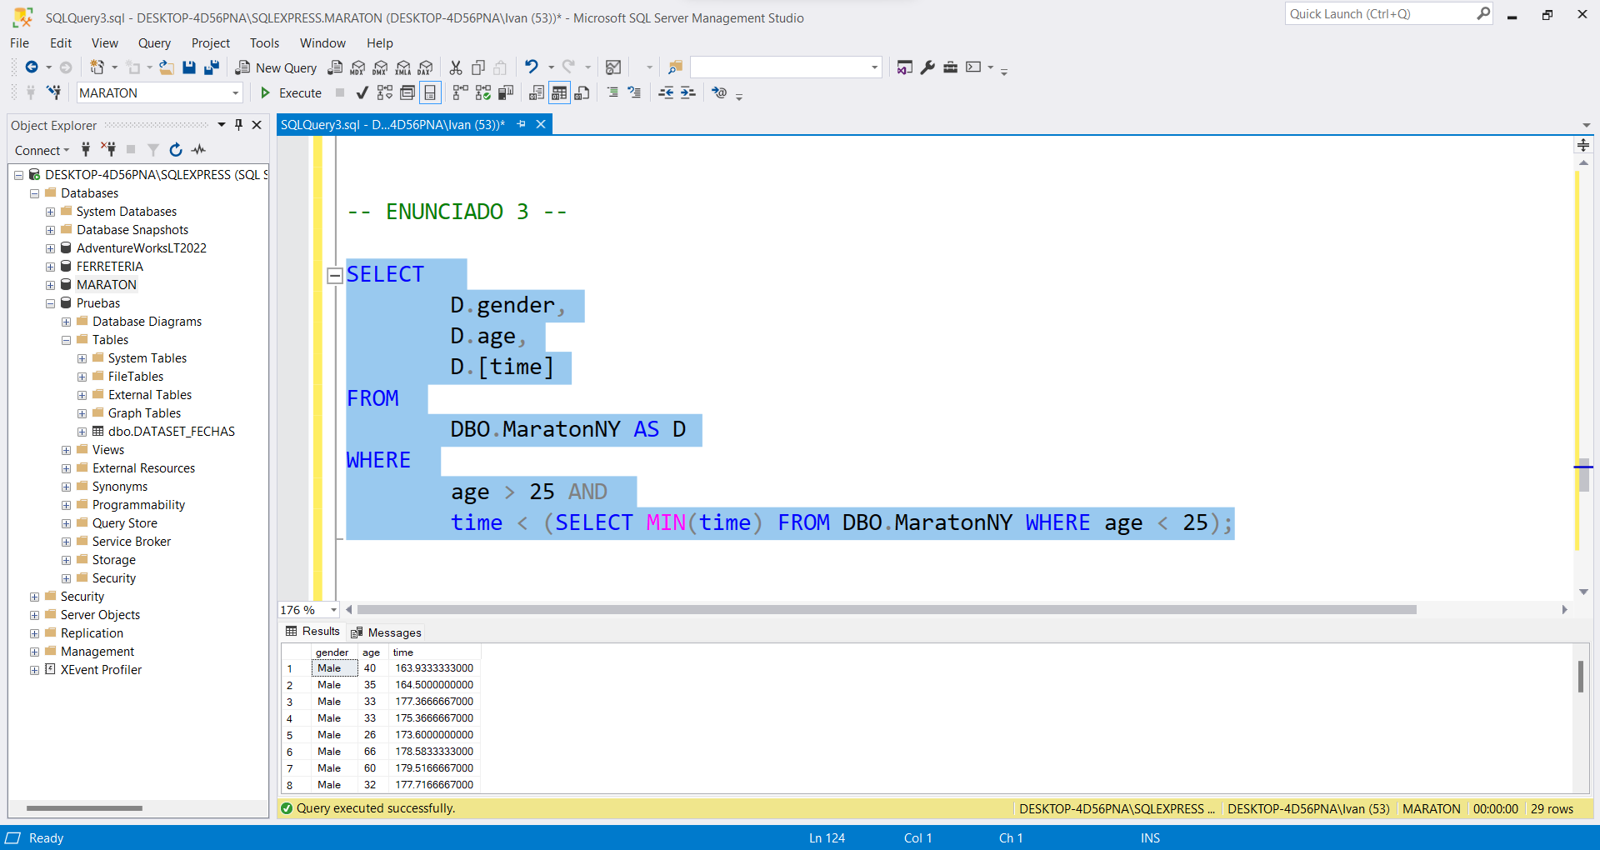 SQLQuery3.sql - DESKTOP-4D56PNA\SQLEXPRESS.MARATON (DESKTOP-4D56PNA\Ivan (53))* - Microsoft SQL Server Management Studio
Quick Launch (Ctrl+Q)
File Edit View Query Project Tools Window Help
New Query MDX DMX XMLA DAX
MARATON Execute
Object Explorer
SQLQuery3.sql - D...4D56PNA\Ivan (53))*
Connect
DESKTOP-4D56PNA\SQLEXPRESS (SQL S
Databases
System Databases
Database Snapshots
AdventureWorksLT2022
FERRETERIA
MARATON
Pruebas
Database Diagrams
Tables
System Tables
FileTables
External Tables
Graph Tables
dbo.DATASET_FECHAS
Views
External Resources
Synonyms
Programmability
Query Store
Service Broker
Storage
Security
Security
Server Objects
Replication
Management
XEvent Profiler
-- ENUNCIADO 3 --
SELECT
D.gender,
D.age,
D.[time]
FROM
DBO.MaratonNY AS D
WHERE
age > 25 AND
time < (SELECT MIN(time) FROM DBO.MaratonNY WHERE age < 25);
176 %
Results Messages
gender age time
1 Male 40 163.9333333000
2 Male 35 164.5000000000
3 Male 33 177.3666667000
4 Male 33 175.3666667000
5 Male 26 173.6000000000
6 Male 66 178.5833333000
7 Male 60 179.5166667000
8 Male 32 177.7166667000
Query executed successfully.
DESKTOP-4D56PNA\SQLEXPRESS ... DESKTOP-4D56PNA\Ivan (53) MARATON 00:00:00 29 rows
Ready Ln 124 Col 1 Ch 1 INS